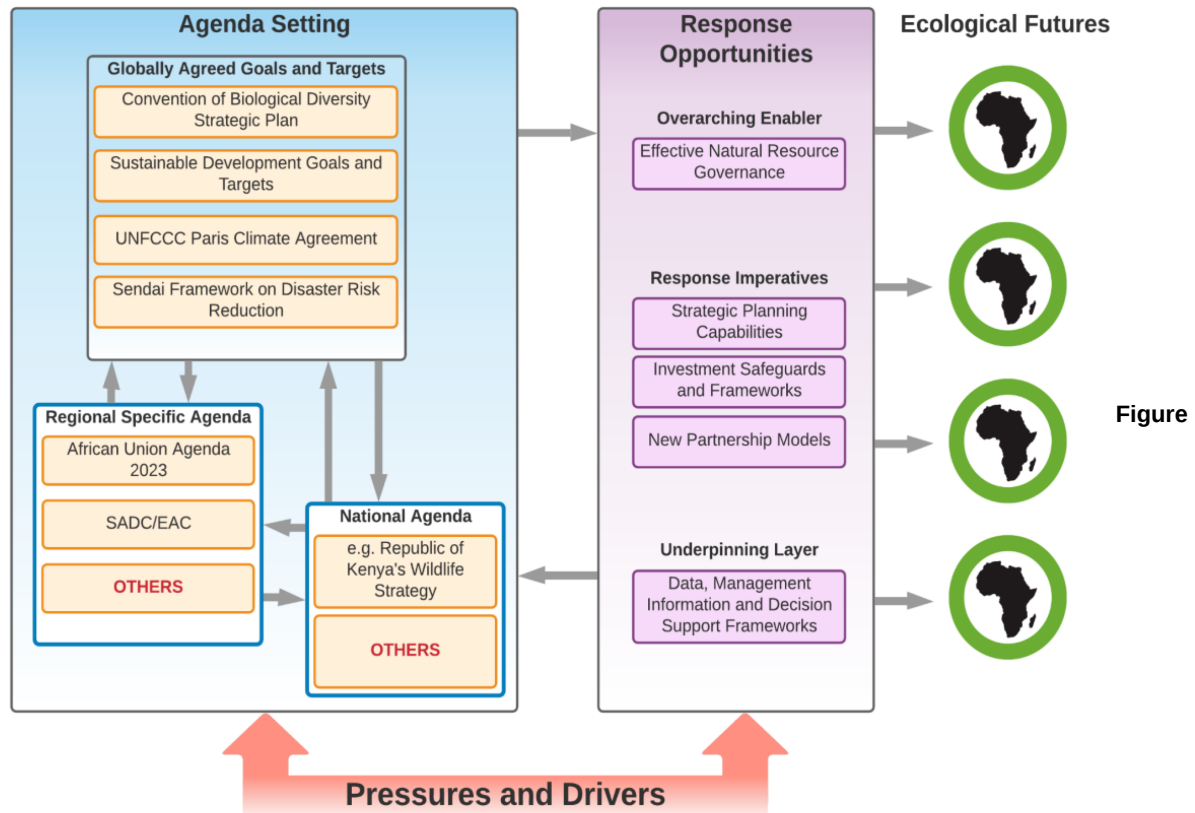 Agenda Setting
Globally Agreed Goals and Targets
Convention of Biological Diversity
Strategic Plan
Sustainable Development Goals and
Targets
UNFCCC Paris Climate Agreement
Sendai Framework on Disaster Risk
Reduction
Regional Specific Agenda
African Union Agenda
2023
SADC/EAC
OTHERS
National Agenda
e.g. Republic of
Kenya's Wildlife
Strategy
OTHERS
Response
Opportunities
Overarching Enabler
Effective Natural Resource
Governance
Response Imperatives
Strategic Planning
Capabilities
Investment Safeguards
and Frameworks
New Partnership Models
Underpinning Layer
Data, Management
Information and Decision
Support Frameworks
Ecological Futures
Figure
Pressures and Drivers